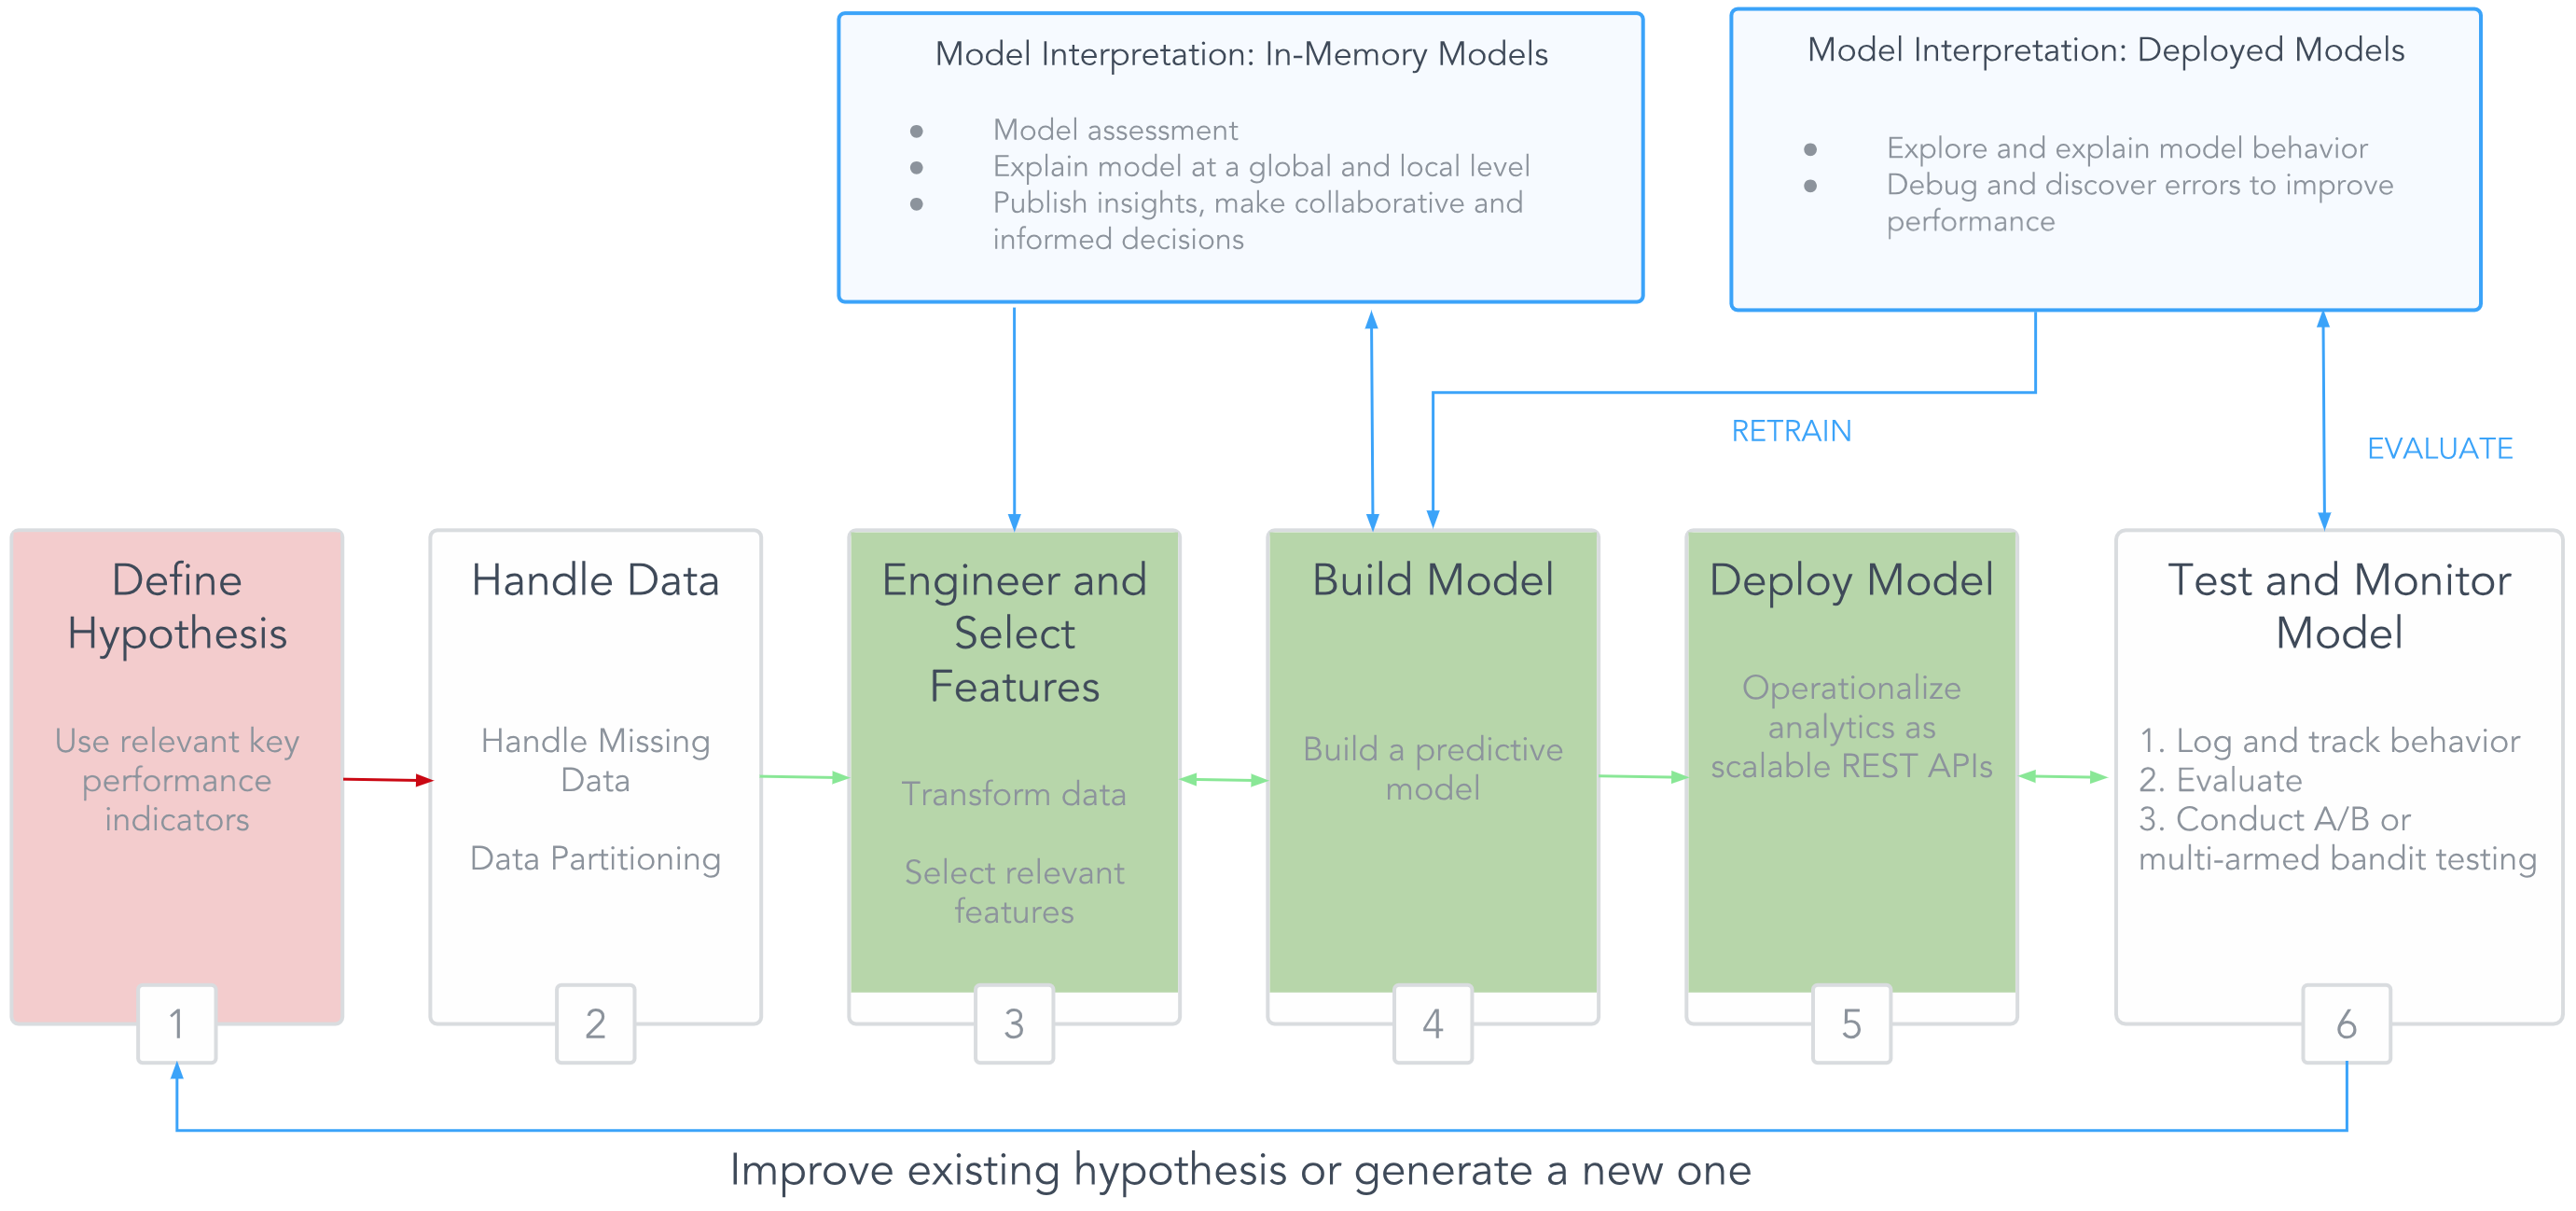 Model Interpretation: In-Memory Models
● Model assessment
● Explain model at a global and local level
● Publish insights, make collaborative and
informed decisions
Model Interpretation: Deployed Models
● Explore and explain model behavior
● Debug and discover errors to improve
performance
RETRAIN
EVALUATE
Define
Hypothesis
Use relevant key
performance
indicators
1
Handle Data
Handle Missing
Data
Data Partitioning
2
Engineer and
Select
Features
Transform data
Select relevant
features
3
Build Model
Build a predictive
model
4
Deploy Model
Operationalize
analytics as
scalable REST APIs
5
Test and Monitor
Model
1. Log and track behavior
2. Evaluate
3. Conduct A/B or
multi-armed bandit testing
6
Improve existing hypothesis or generate a new one